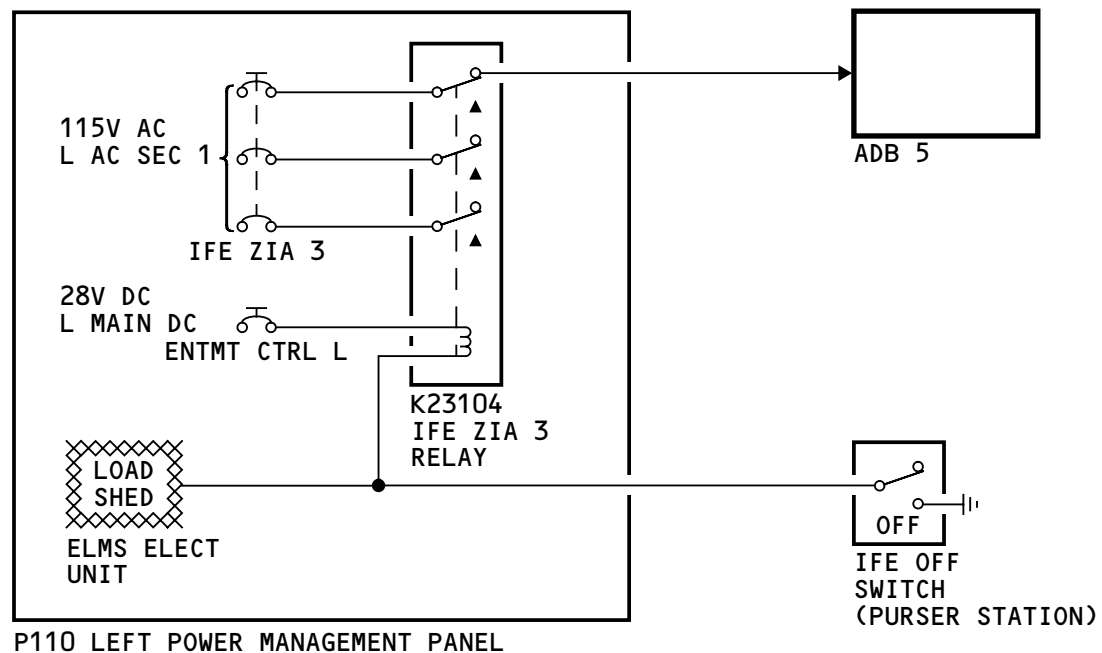 115V AC
L AC SEC 1
IFE ZIA 3
28V DC
L MAIN DC
ENTMT CTRL L
K23104
IFE ZIA 3
RELAY
ADB 5
LOAD
SHED
ELMS ELECT
UNIT
OFF
IFE OFF
SWITCH
(PURSER STATION)
P110 LEFT POWER MANAGEMENT PANEL